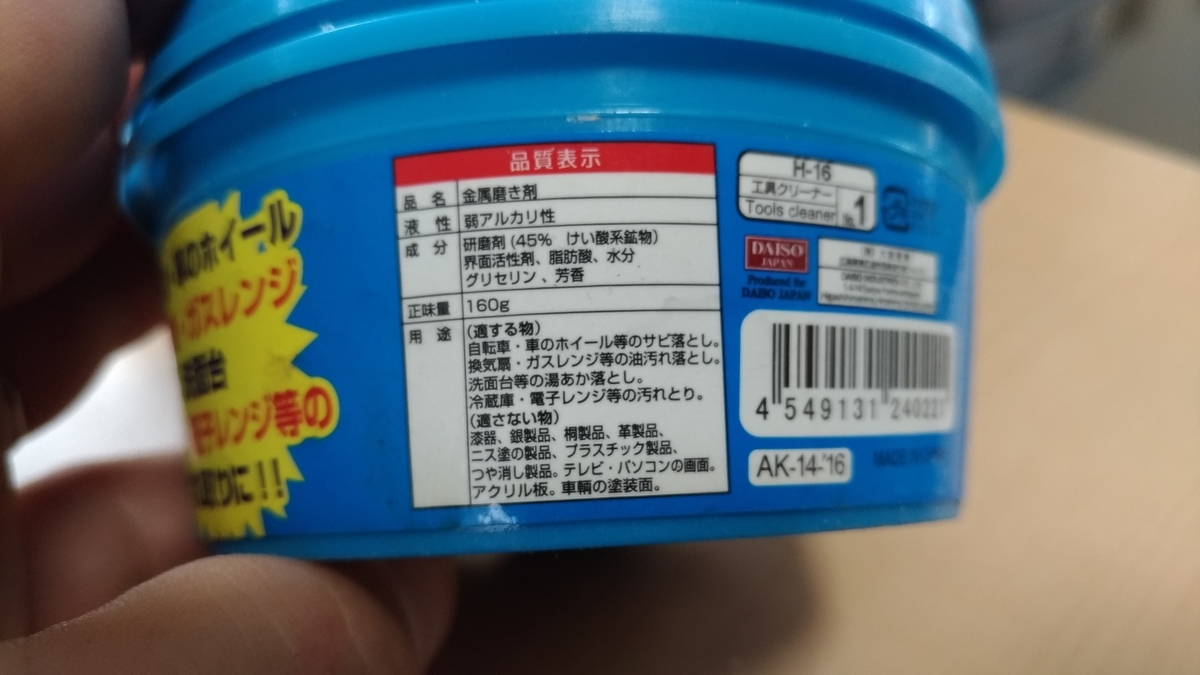 車のホイール
・ガスレンジ
レンジ等の
取りに!!
品質表示
品 名 金属磨き剤
液 性 弱アルカリ性
成 分 研磨剤 (45% けい酸系鉱物)
界面活性剤、脂肪酸、水分
グリセリン 、芳香
正味量 160g
用 途 (適する物)
自転車・車のホイール等のサビ落とし。
換気扇・ガスレンジ等の油汚れ落とし。
洗面台等の湯あか落とし。
冷蔵庫・電子レンジ等の汚れとり。
(適さない物)
漆器、銀製品、桐製品、革製品、
ニス塗の製品、プラスチック製品、
つや消し製品。テレビ・パソコンの画面。
アクリル板。車輌の塗装面。
H-16
工具クリーナー
Tools cleaner No.1
DAISO
JAPAN
Produced for
DAISO JAPAN
4 549131 240227
AK-14-'16
MADE IN